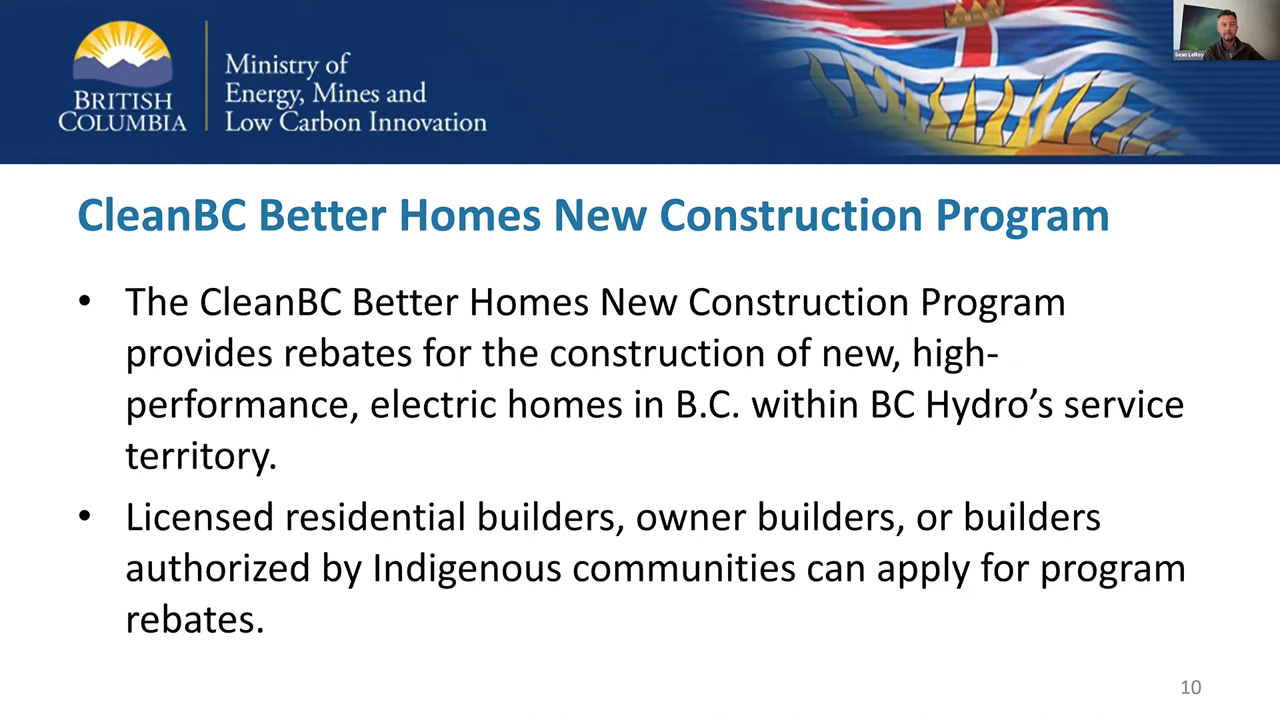 BRITISH
COLUMBIA
Ministry of
Energy, Mines and
Low Carbon Innovation
Sean LeRoy
CleanBC Better Homes New Construction Program
• The CleanBC Better Homes New Construction Program
provides rebates for the construction of new, high-
performance, electric homes in B.C. within BC Hydro’s service
territory.
• Licensed residential builders, owner builders, or builders
authorized by Indigenous communities can apply for program
rebates.
10